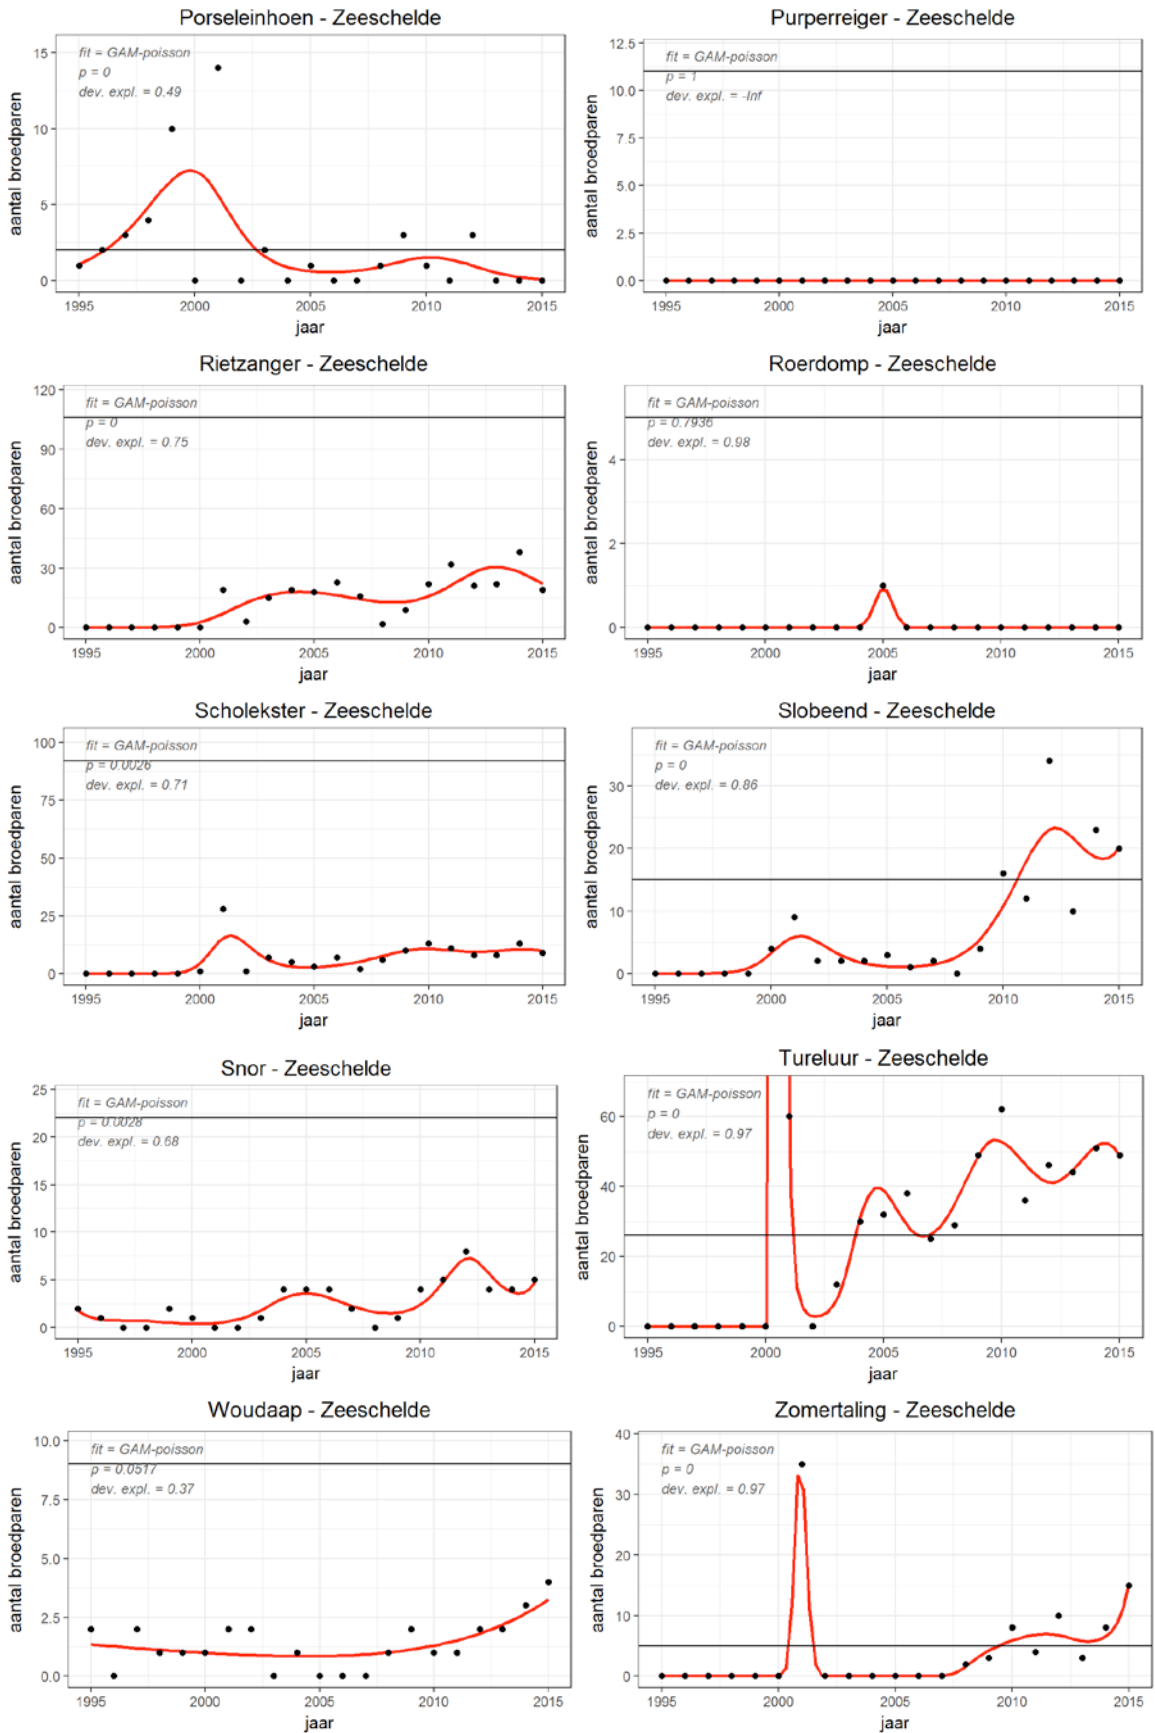 Porseleinhoen - Zeeschelde
fit = GAM-poisson
p = 0
dev. expl. = 0.49
15
10
5
0
aantal broedparen
1995 2000 2005 2010 2015
jaar
Purperreiger - Zeeschelde
fit = GAM-poisson
p = 1
dev. expl. = -Inf
12.5
10.0
7.5
5.0
2.5
0.0
aantal broedparen
1995 2000 2005 2010 2015
jaar
Rietzanger - Zeeschelde
fit = GAM-poisson
p = 0
dev. expl. = 0.75
120
90
60
30
0
aantal broedparen
1995 2000 2005 2010 2015
jaar
Roerdomp - Zeeschelde
fit = GAM-poisson
p = 0.7936
dev. expl. = 0.98
4
2
0
aantal broedparen
1995 2000 2005 2010 2015
jaar
Scholekster - Zeeschelde
fit = GAM-poisson
p = 0.0026
dev. expl. = 0.71
100
75
50
25
0
aantal broedparen
1995 2000 2005 2010 2015
jaar
Slobeend - Zeeschelde
fit = GAM-poisson
p = 0
dev. expl. = 0.86
30
20
10
0
aantal broedparen
1995 2000 2005 2010 2015
jaar
Snor - Zeeschelde
fit = GAM-poisson
p = 0.0028
dev. expl. = 0.68
25
20
15
10
5
0
aantal broedparen
1995 2000 2005 2010 2015
jaar
Tureluur - Zeeschelde
fit = GAM-poisson
p = 0
dev. expl. = 0.97
60
40
20
0
aantal broedparen
1995 2000 2005 2010 2015
jaar
Woudaap - Zeeschelde
fit = GAM-poisson
p = 0.0517
dev. expl. = 0.37
10.0
7.5
5.0
2.5
0.0
aantal broedparen
1995 2000 2005 2010 2015
jaar
Zomertaling - Zeeschelde
fit = GAM-poisson
p = 0
dev. expl. = 0.97
40
30
20
10
0
aantal broedparen
1995 2000 2005 2010 2015
jaar